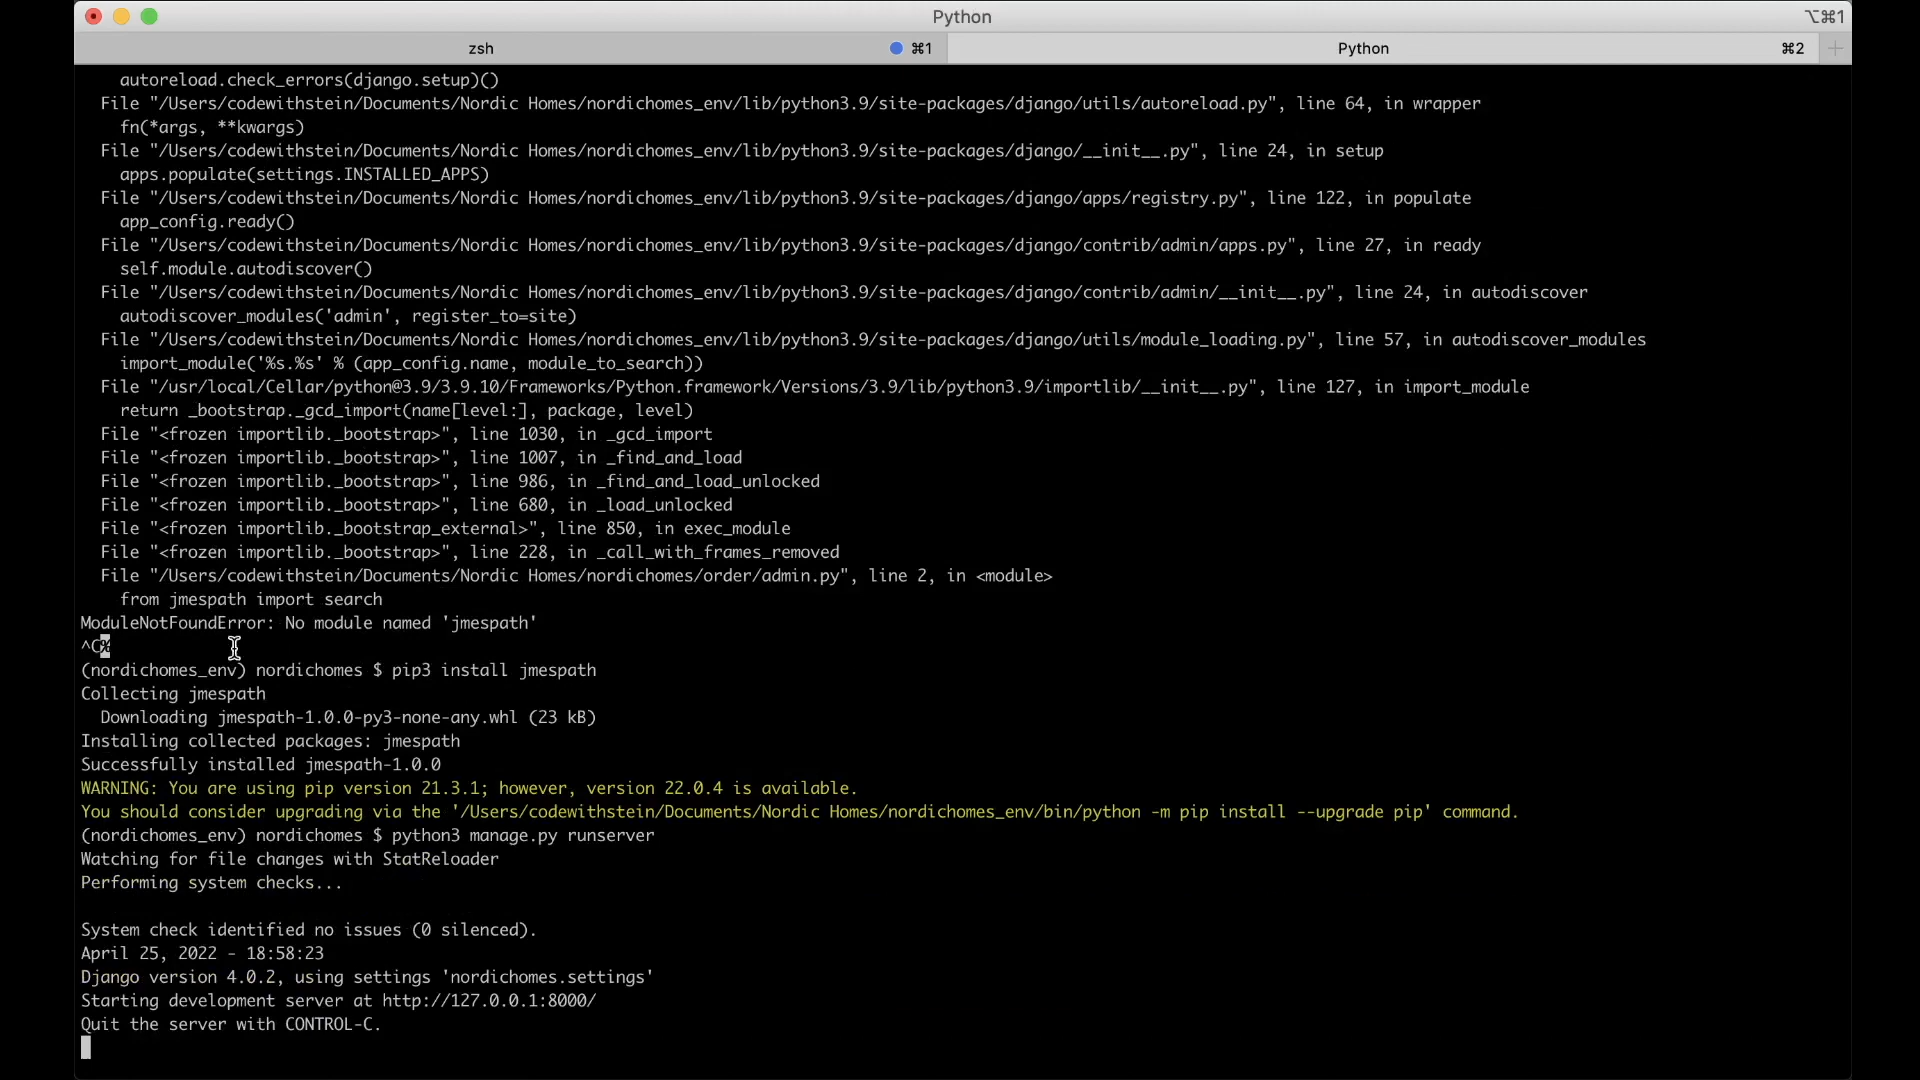 Python
⌥⌘1
zsh
⌘1
Python
⌘2
autoreload.check_errors(django.setup)()
File "/Users/codewithstein/Documents/Nordic Homes/nordichomes_env/lib/python3.9/site-packages/django/utils/autoreload.py", line 64, in wrapper
fn(*args, **kwargs)
File "/Users/codewithstein/Documents/Nordic Homes/nordichomes_env/lib/python3.9/site-packages/django/__init__.py", line 24, in setup
apps.populate(settings.INSTALLED_APPS)
File "/Users/codewithstein/Documents/Nordic Homes/nordichomes_env/lib/python3.9/site-packages/django/apps/registry.py", line 122, in populate
app_config.ready()
File "/Users/codewithstein/Documents/Nordic Homes/nordichomes_env/lib/python3.9/site-packages/django/contrib/admin/apps.py", line 27, in ready
self.module.autodiscover()
File "/Users/codewithstein/Documents/Nordic Homes/nordichomes_env/lib/python3.9/site-packages/django/contrib/admin/__init__.py", line 24, in autodiscover
autodiscover_modules('admin', register_to=site)
File "/Users/codewithstein/Documents/Nordic Homes/nordichomes_env/lib/python3.9/site-packages/django/utils/module_loading.py", line 57, in autodiscover_modules
import_module('%s.%s' % (app_config.name, module_to_search))
File "/usr/local/Cellar/python@3.9/3.9.10/Frameworks/Python.framework/Versions/3.9/lib/python3.9/importlib/__init__.py", line 127, in import_module
return _bootstrap._gcd_import(name[level:], package, level)
File "<frozen importlib._bootstrap>", line 1030, in _gcd_import
File "<frozen importlib._bootstrap>", line 1007, in _find_and_load
File "<frozen importlib._bootstrap>", line 986, in _find_and_load_unlocked
File "<frozen importlib._bootstrap>", line 680, in _load_unlocked
File "<frozen importlib._bootstrap_external>", line 850, in exec_module
File "<frozen importlib._bootstrap>", line 228, in _call_with_frames_removed
File "/Users/codewithstein/Documents/Nordic Homes/nordichomes/order/admin.py", line 2, in <module>
from jmespath import search
ModuleNotFoundError: No module named 'jmespath'
^C%
(nordichomes_env) nordichomes $ pip3 install jmespath
Collecting jmespath
Downloading jmespath-1.0.0-py3-none-any.whl (23 kB)
Installing collected packages: jmespath
Successfully installed jmespath-1.0.0
WARNING: You are using pip version 21.3.1; however, version 22.0.4 is available.
You should consider upgrading via the '/Users/codewithstein/Documents/Nordic Homes/nordichomes_env/bin/python -m pip install --upgrade pip' command.
(nordichomes_env) nordichomes $ python3 manage.py runserver
Watching for file changes with StatReloader
Performing system checks...
System check identified no issues (0 silenced).
April 25, 2022 - 18:58:23
Django version 4.0.2, using settings 'nordichomes.settings'
Starting development server at http://127.0.0.1:8000/
Quit the server with CONTROL-C.